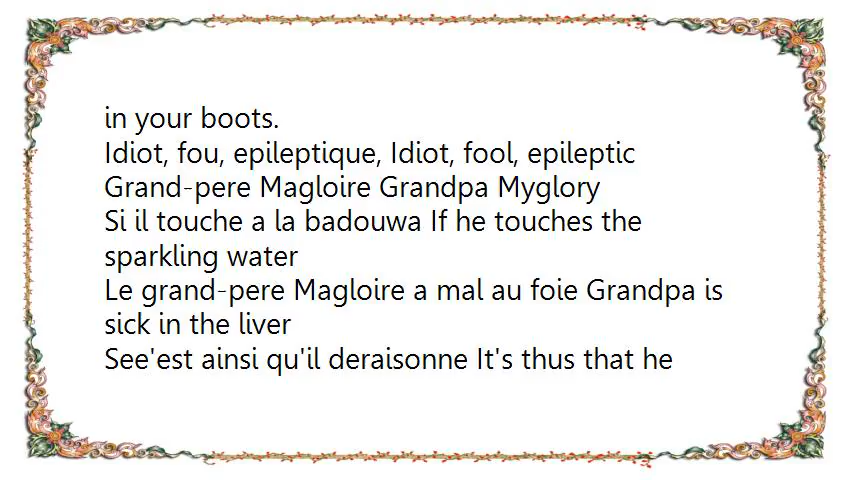 in your boots.
Idiot, fou, epileptique, Idiot, fool, epileptic
Grand-pere Magloire Grandpa Myglory
Si il touche a la badouwa If he touches the
sparkling water
Le grand-pere Magloire a mal au foie Grandpa is
sick in the liver
See'est ainsi qu'il deraisonne It's thus that he